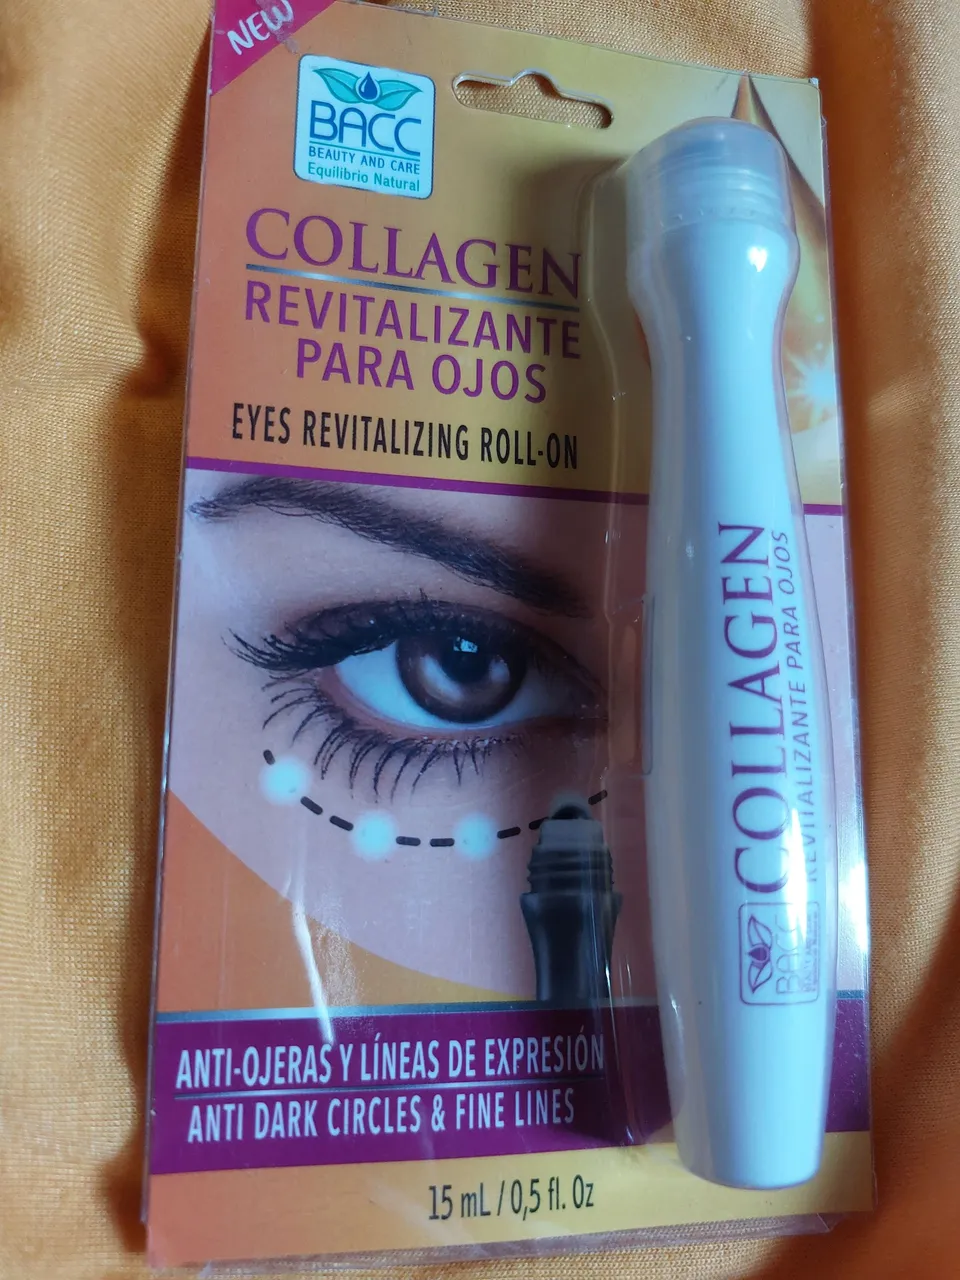 NEW
BACC
BEAUTY AND CARE
Equilibrio Natural
COLLAGEN
REVITALIZANTE
PARA OJOS
EYES REVITALIZING ROLL-ON
COLLAGEN
REVITALIZANTE PARA OJOS
BACC
ANTI-OJERAS Y LÍNEAS DE EXPRESIÓN
ANTI DARK CIRCLES & FINE LINES
15 mL / 0,5 fl. Oz